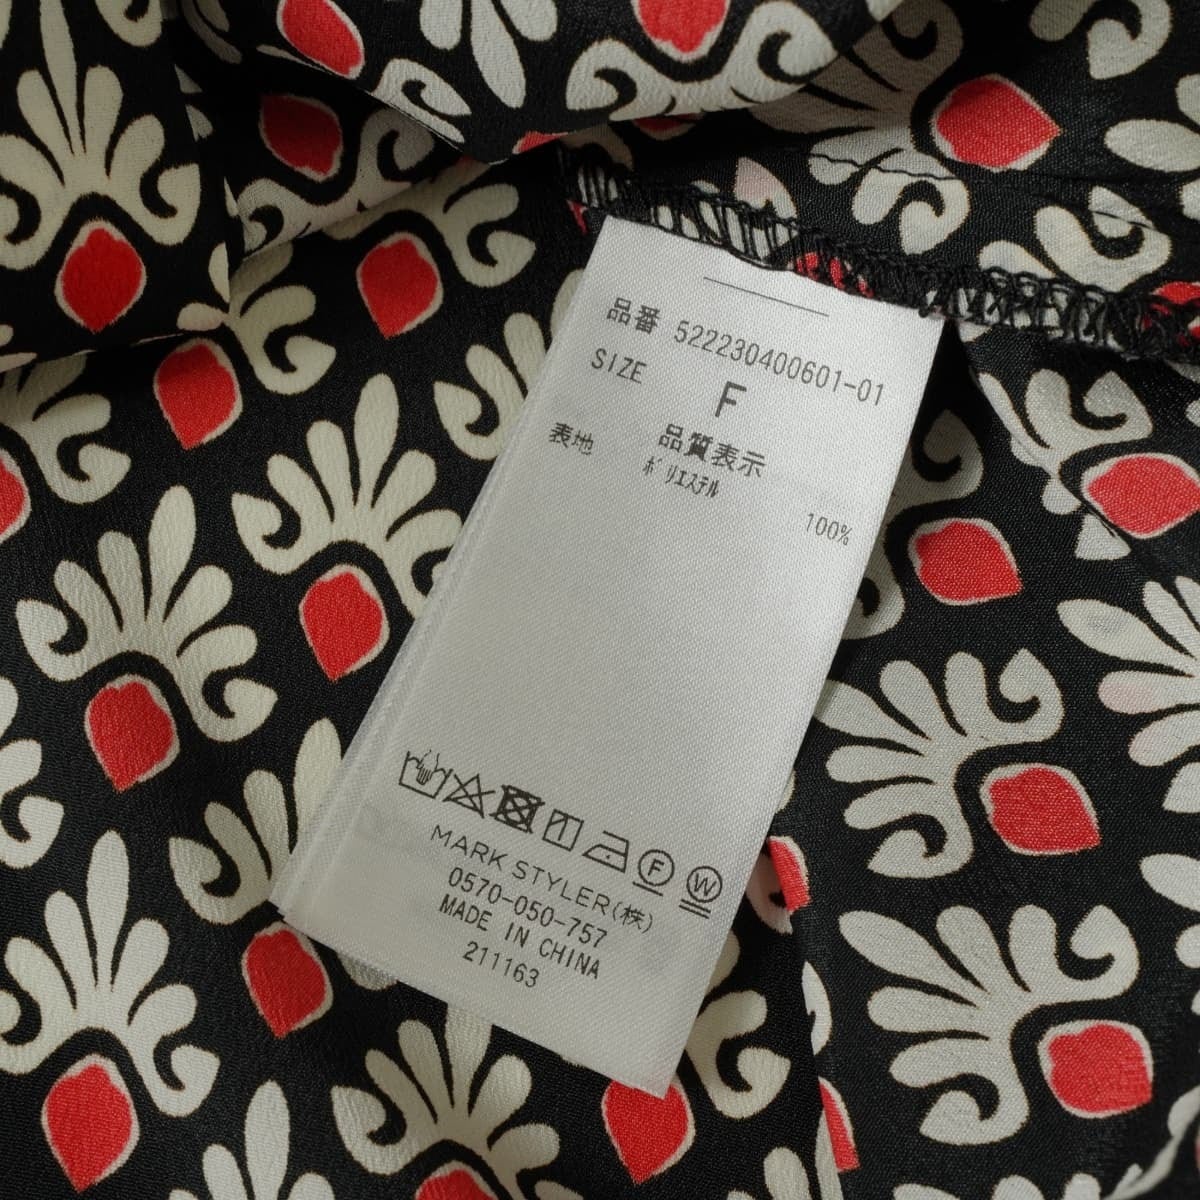 品番 522230400601-01
SIZE F
品質表示
表地 ﾎﾟﾘｴｽﾃﾙ
100%
F W
MARK STYLER(株)
0570-050-757
MADE IN CHINA
211163